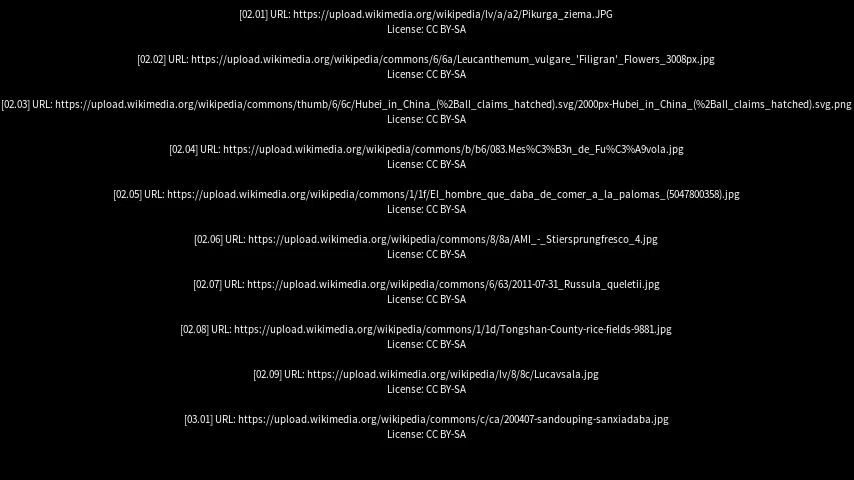 [02.01] URL: https://upload.wikimedia.org/wikipedia/lv/a/a2/Pikurga_ziema.JPG
License: CC BY-SA
[02.02] URL: https://upload.wikimedia.org/wikipedia/commons/6/6a/Leucanthemum_vulgare_'Filigran'_Flowers_3008px.jpg
License: CC BY-SA
[02.03] URL: https://upload.wikimedia.org/wikipedia/commons/thumb/6/6c/Hubei_in_China_(%2Ball_claims_hatched).svg/2000px-Hubei_in_China_(%2Ball_claims_hatched).svg.png
License: CC BY-SA
[02.04] URL: https://upload.wikimedia.org/wikipedia/commons/b/b6/083.Mes%C3%B3n_de_Fu%C3%A9vola.jpg
License: CC BY-SA
[02.05] URL: https://upload.wikimedia.org/wikipedia/commons/1/1f/El_hombre_que_daba_de_comer_a_la_palomas_(5047800358).jpg
License: CC BY-SA
[02.06] URL: https://upload.wikimedia.org/wikipedia/commons/8/8a/AMI_-_Stiersprungfresco_4.jpg
License: CC BY-SA
[02.07] URL: https://upload.wikimedia.org/wikipedia/commons/6/63/2011-07-31_Russula_queletii.jpg
License: CC BY-SA
[02.08] URL: https://upload.wikimedia.org/wikipedia/commons/1/1d/Tongshan-County-rice-fields-9881.jpg
License: CC BY-SA
[02.09] URL: https://upload.wikimedia.org/wikipedia/lv/8/8c/Lucavsala.jpg
License: CC BY-SA
[03.01] URL: https://upload.wikimedia.org/wikipedia/commons/c/ca/200407-sandouping-sanxiadaba.jpg
License: CC BY-SA